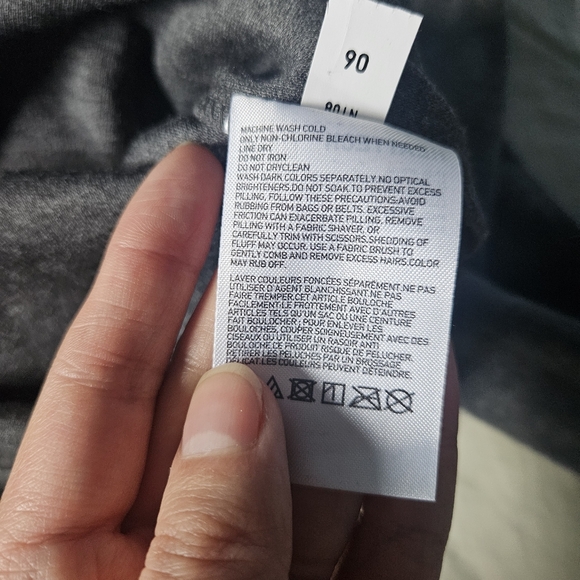 90
MACHINE WASH COLD
ONLY NON-CHLORINE BLEACH WHEN NEEDED
LINE DRY
DO NOT IRON
DO NOT DRYCLEAN
WASH DARK COLORS SEPARATELY.NO OPTICAL
BRIGHTENERS.DO NOT SOAK.TO PREVENT EXCESS
PILLING, FOLLOW THESE PRECAUTIONS:AVOID
RUBBING FROM BAGS OR BELTS. EXCESSIVE
FRICTION CAN EXACERBATE PILLING. REMOVE
PILLING WITH A FABRIC SHAVER, OR
CAREFULLY TRIM WITH SCISSORS.SHEDDING OF
FLUFF MAY OCCUR. USE A FABRIC BRUSH TO
GENTLY COMB AND REMOVE EXCESS HAIRS.COLOR
MAY RUB OFF.
LAVER COULEURS FONCÉES SÉPARÉMENT.NE PAS
UTILISER D'AGENT BLANCHISSANT.NE PAS
FAIRE TREMPER.CET ARTICLE BOULOCHE
FACILEMENT:LE FROTTEMENT AVEC D'AUTRES
ARTICLES TELS QU'UN SAC OU UNE CEINTURE
FAIT BOULOCHER ; POUR ENLEVER LES
BOULOCHES, COUPER SOIGNEUSEMENT AVEC DES
CISEAUX OU UTILISER UN RASOIR ANTI
BOULOCHE.CE PRODUIT RISQUE DE PELUCHER.
RETIRER LES PELUCHES PAR UN BROSSAGE
DÉLICAT.LES COULEURS PEUVENT DÉTEINDRE.